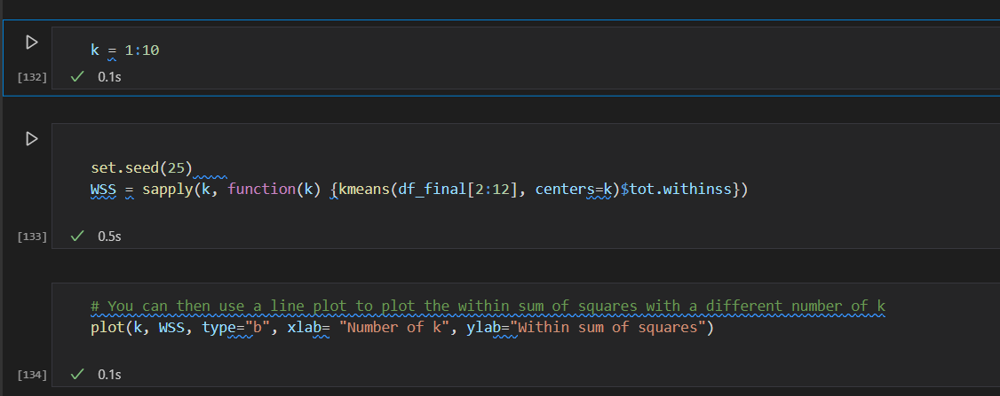 k = 1:10
[132]
0.1s
set.seed(25)
WSS = sapply(k, function(k) {kmeans(df_final[2:12], centers=k)$tot.withinss})
[133]
0.5s
# You can then use a line plot to plot the within sum of squares with a different number of k
plot(k, WSS, type="b", xlab= "Number of k", ylab="Within sum of squares")
[134]
0.1s